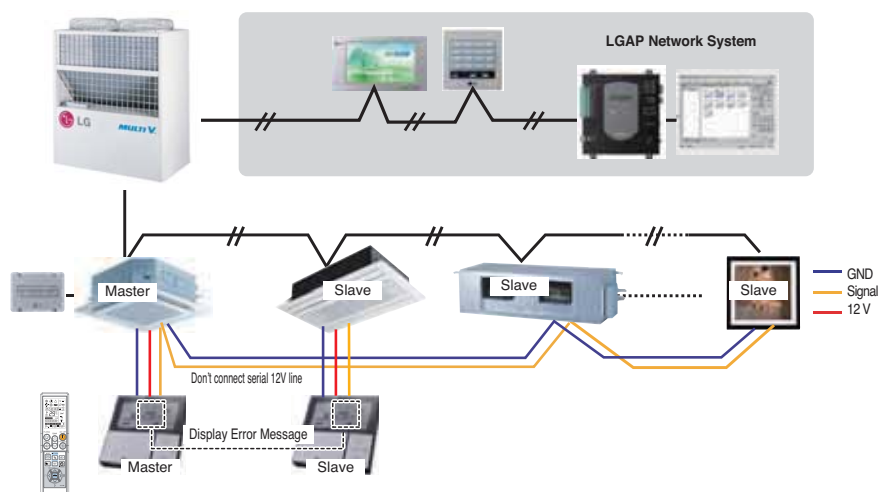 LGAP Network System
LG
MULTI V
Master
Slave
Slave
Slave
GND
Signal
12 V
Don't connect serial 12V line
Display Error Message
Master
Slave